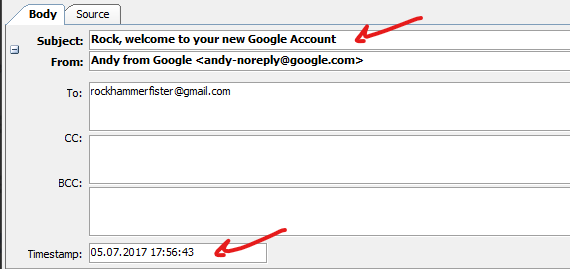 Body Source
Subject: Rock, welcome to your new Google Account
From: Andy from Google <andy-noreply@google.com>
To: rockhammerfister@gmail.com
CC:
BCC:
Timestamp: 05.07.2017 17:56:43